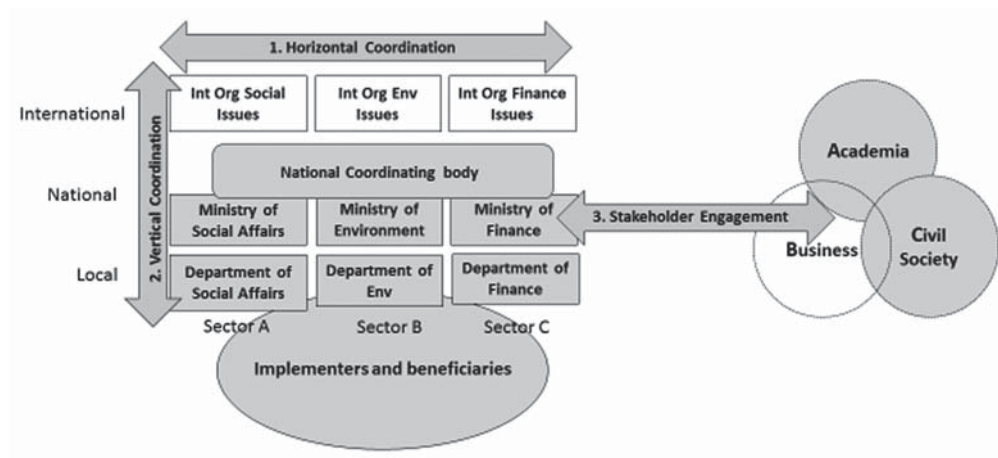 1. Horizontal Coordination
International
Int Org Social
Issues
Int Org Env
Issues
Int Org Finance
Issues
2. Vertical Coordination
National
National Coordinating body
Ministry of
Social Affairs
Ministry of
Environment
Ministry of
Finance
3. Stakeholder Engagement
Academia
Business
Civil
Society
Local
Department of
Social Affairs
Department of
Env
Department of
Finance
Sector A
Sector B
Sector C
Implementers and beneficiaries